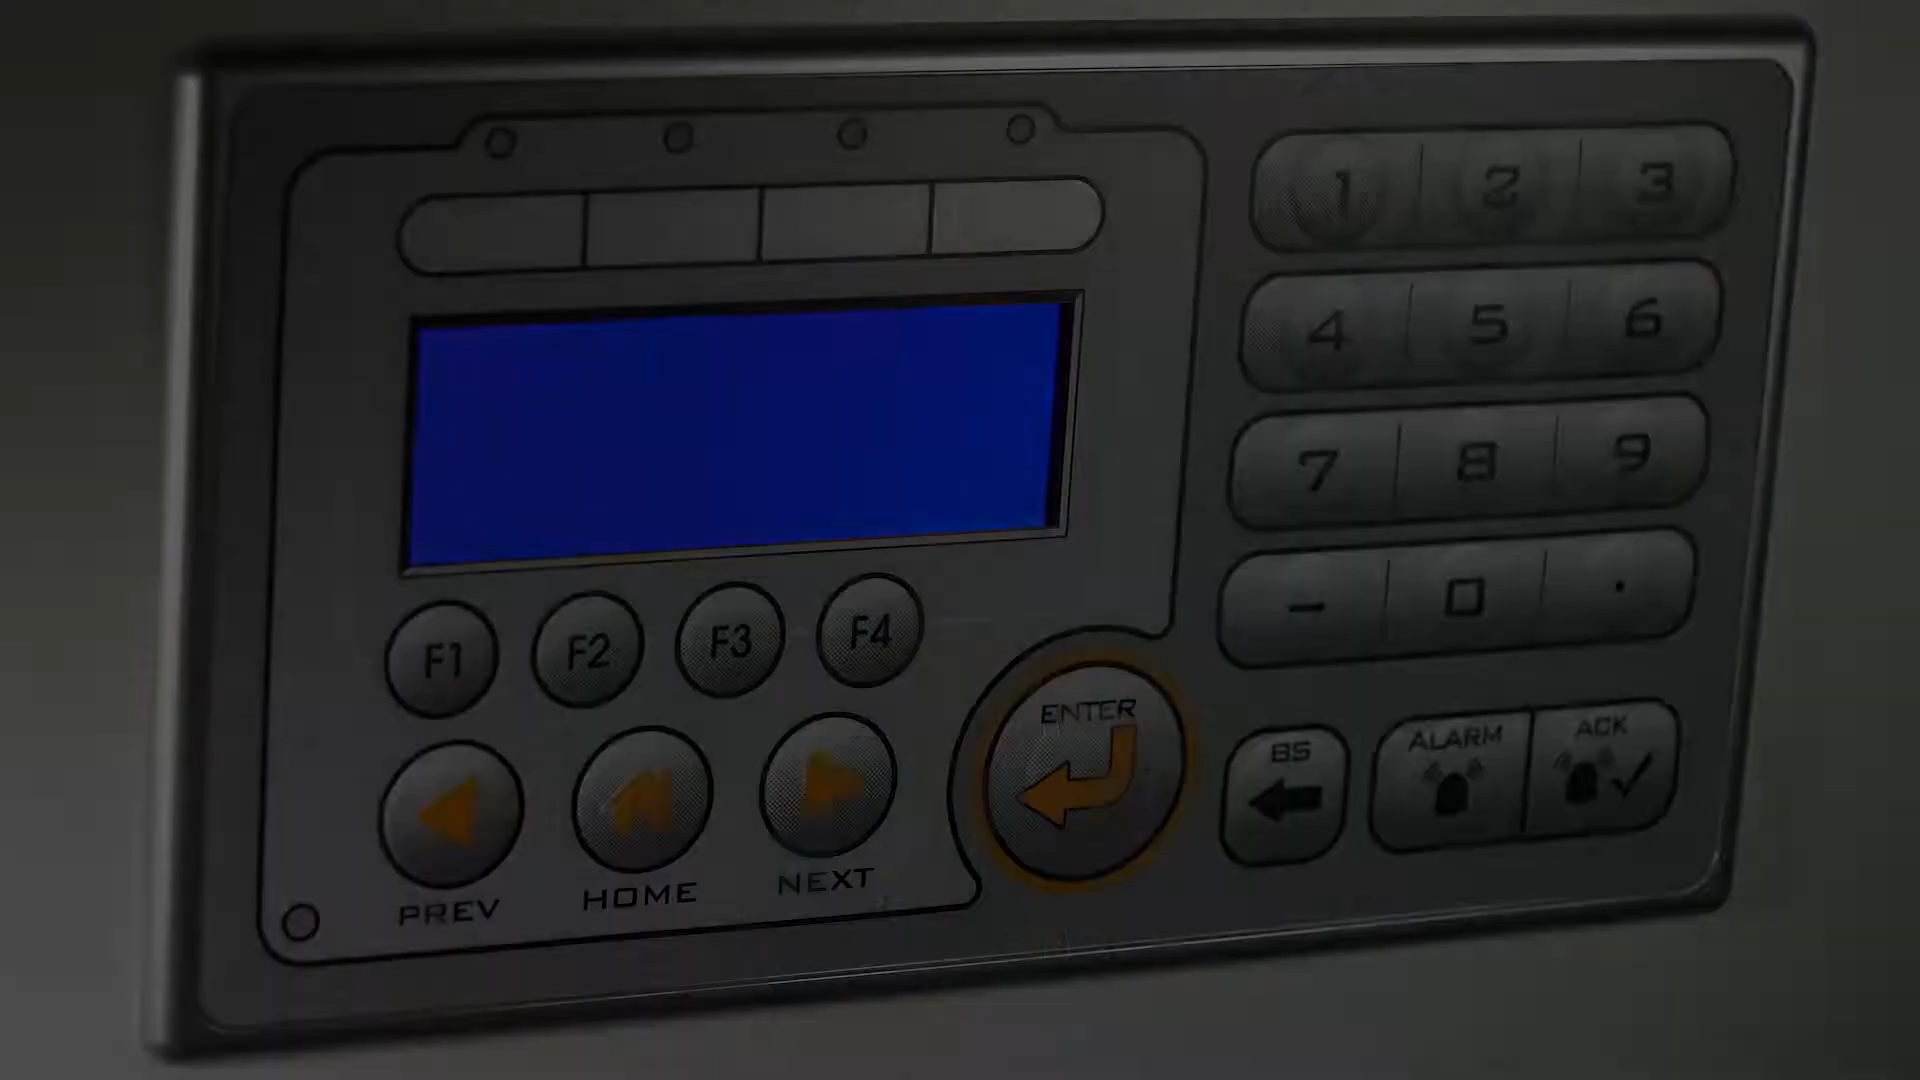 1 2 3
4 5 6
7 8 9
- 0 .
F1 F2 F3 F4
ENTER
BS
ALARM
ACK
PREV
HOME
NEXT